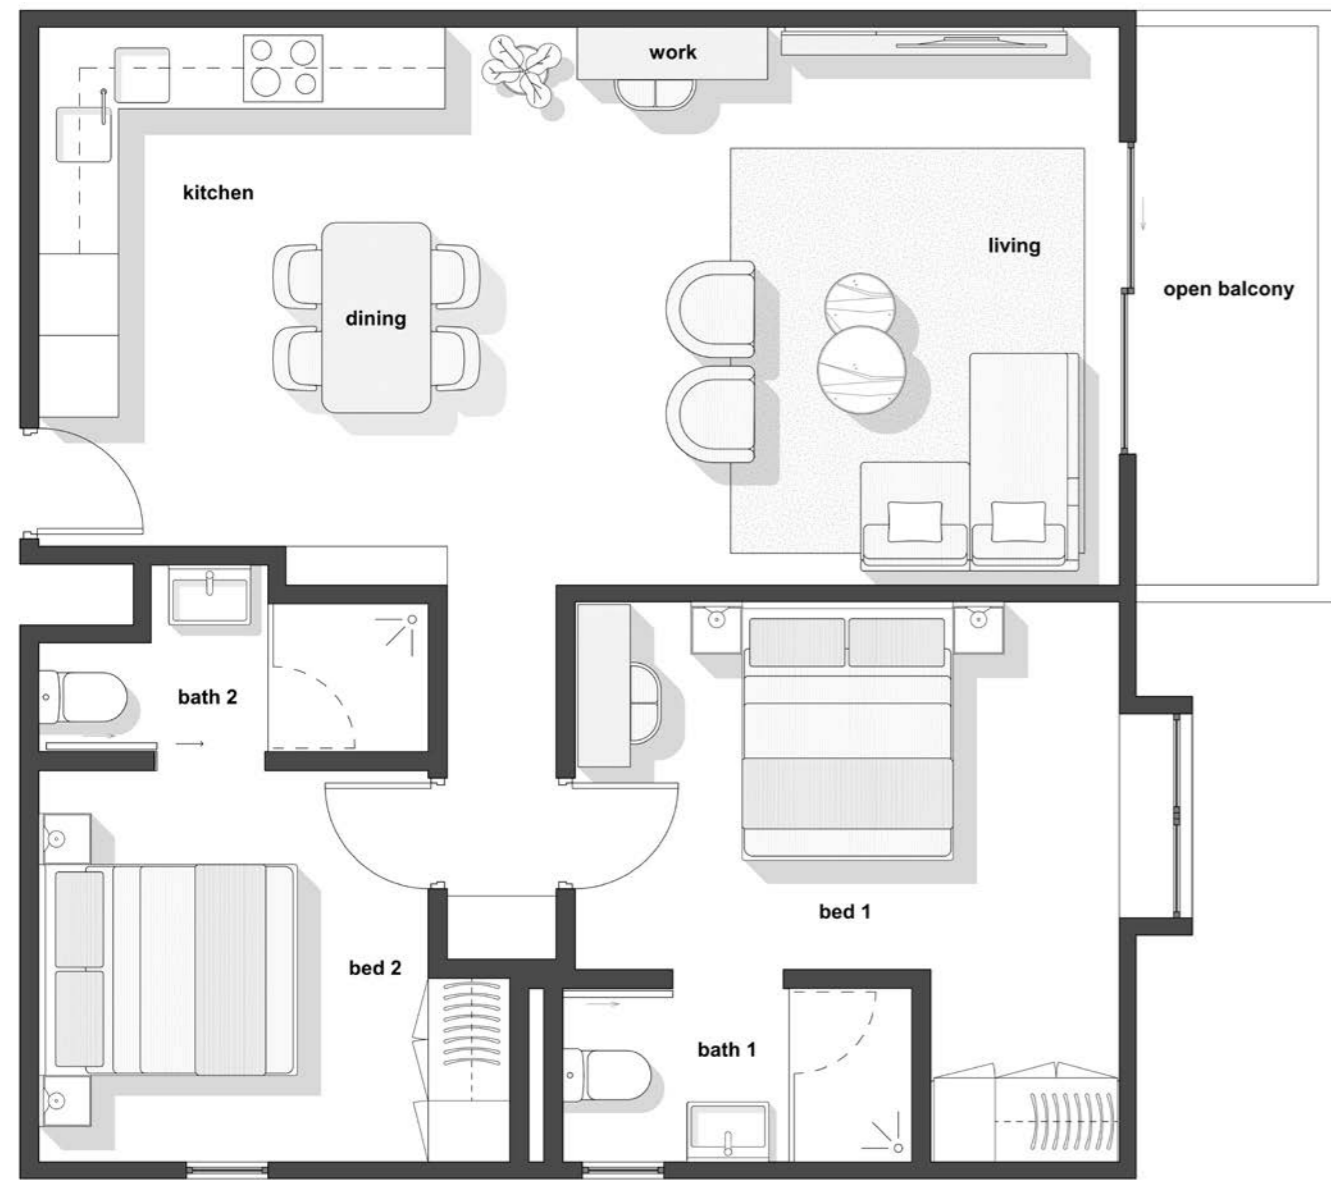 work
kitchen
living
open balcony
dining
bath 2
bed 1
bed 2
bath 1